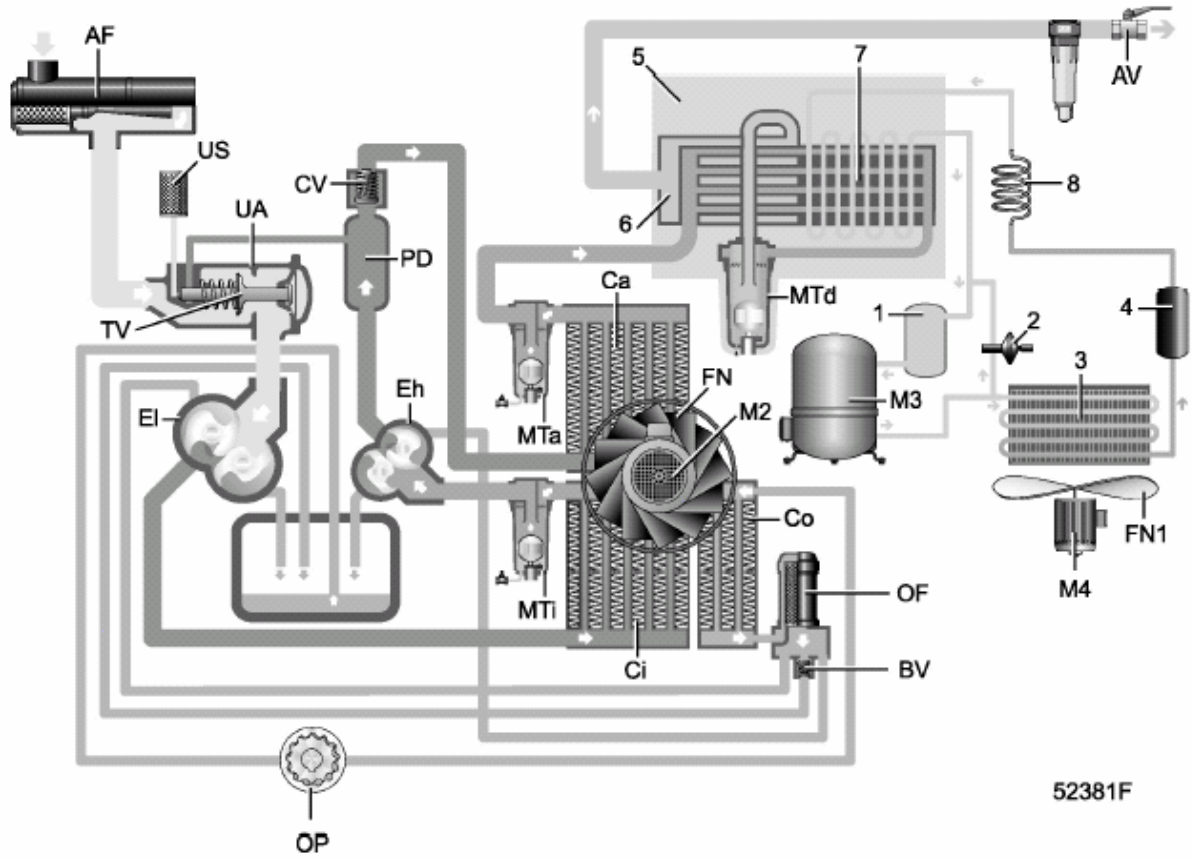 AF
5
7
AV
US
CV
8
UA
6
PD
Ca
MTd
1
2
4
TV
3
El
Eh
FN
M2
M3
MTa
Co
FN1
M4
OF
MTi
Ci
BV
OP
52381F